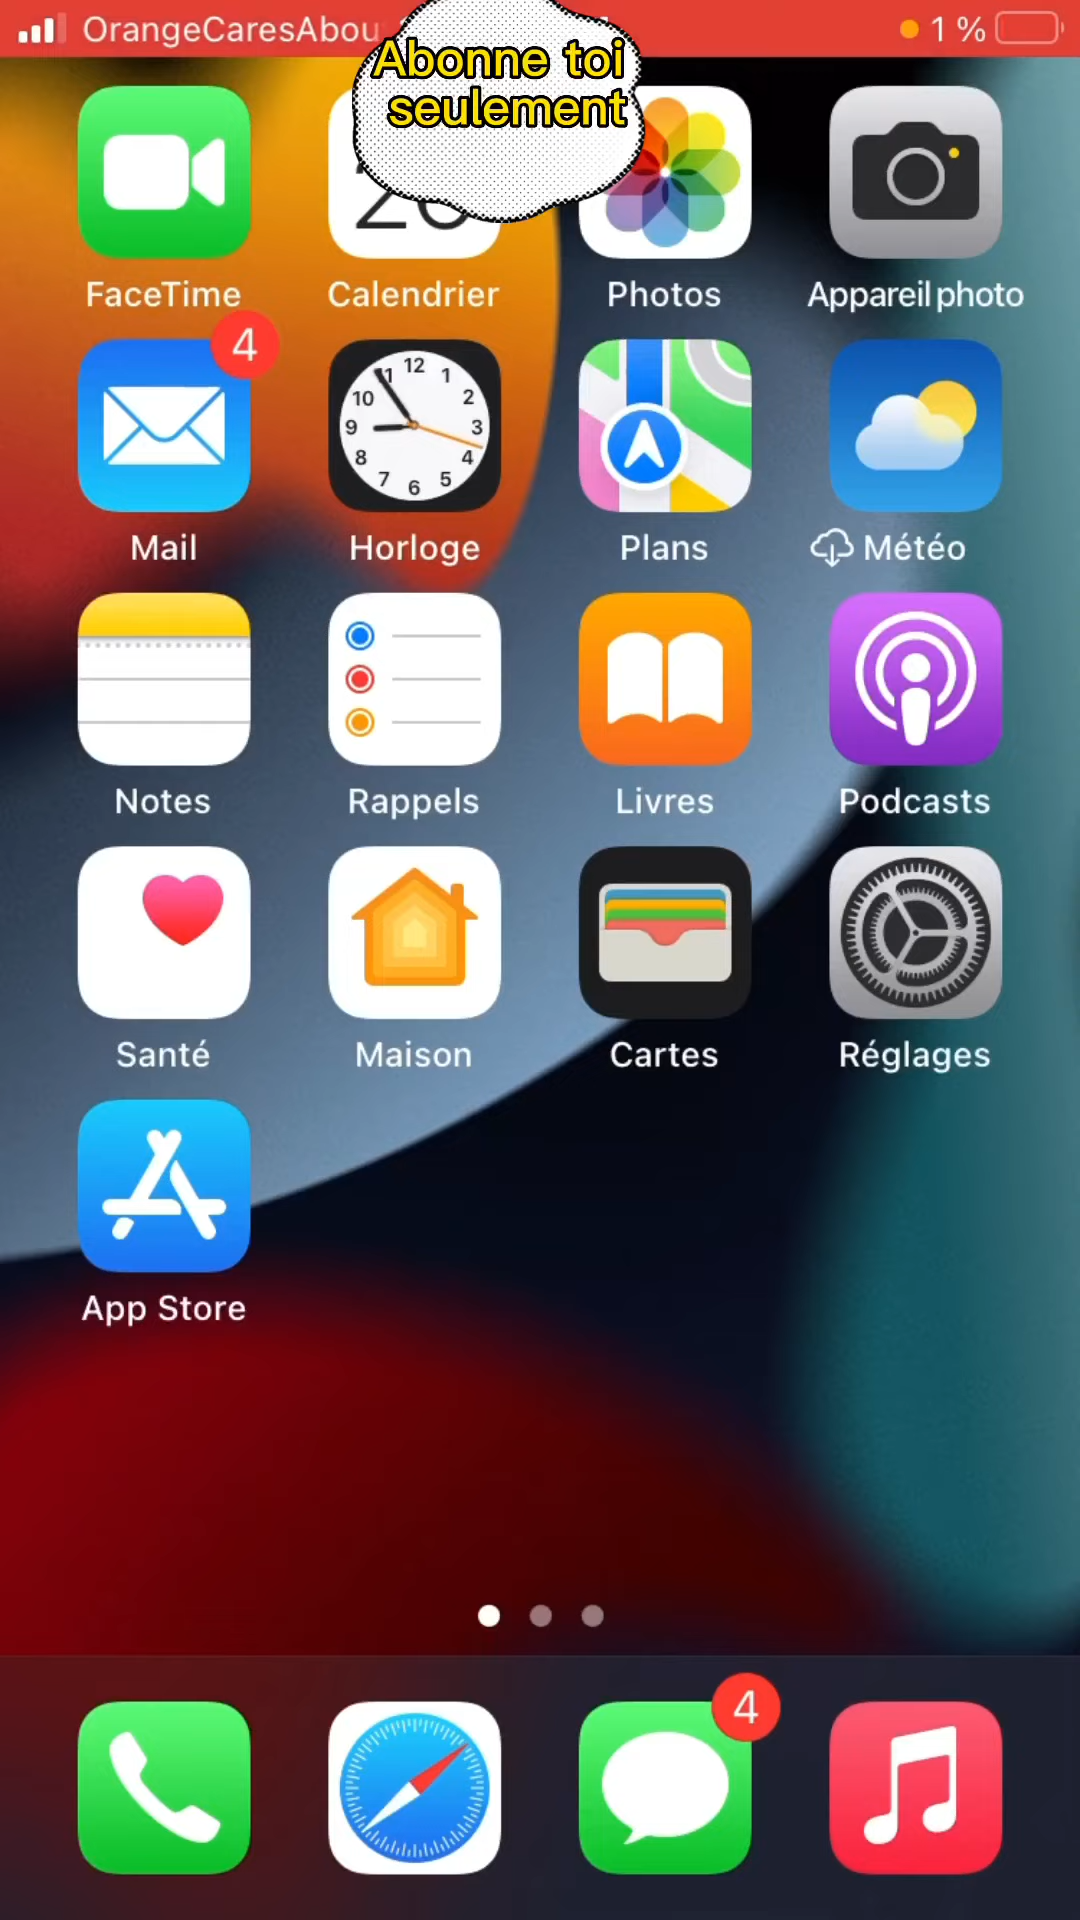 OrangeCaresAbou
1 %
Abonne toi
seulement
26
FaceTime
Calendrier
Photos
Appareil photo
4
12
11
1
10
2
9
3
8
4
7
5
6
Mail
Horloge
Plans
Météo
Notes
Rappels
Livres
Podcasts
Santé
Maison
Cartes
Réglages
App Store
4